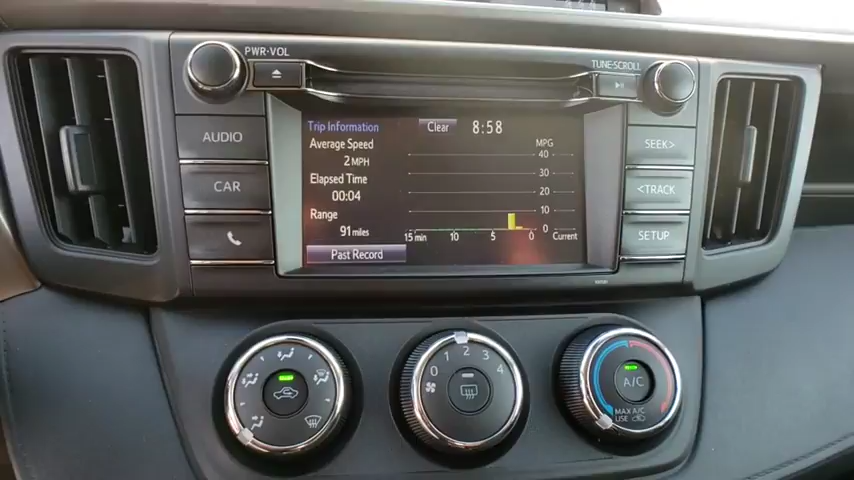 PWR·VOL
TUNE·SCROLL
AUDIO
CAR
SEEK>
<TRACK
SETUP
Trip Information
Clear
8:58
Average Speed
2 MPH
Elapsed Time
00:04
Range
91 miles
Past Record
MPG
40
30
20
10
0
15 min 10 5 0 Current
0 1 2 3 4
A/C
MAX A/C
USE